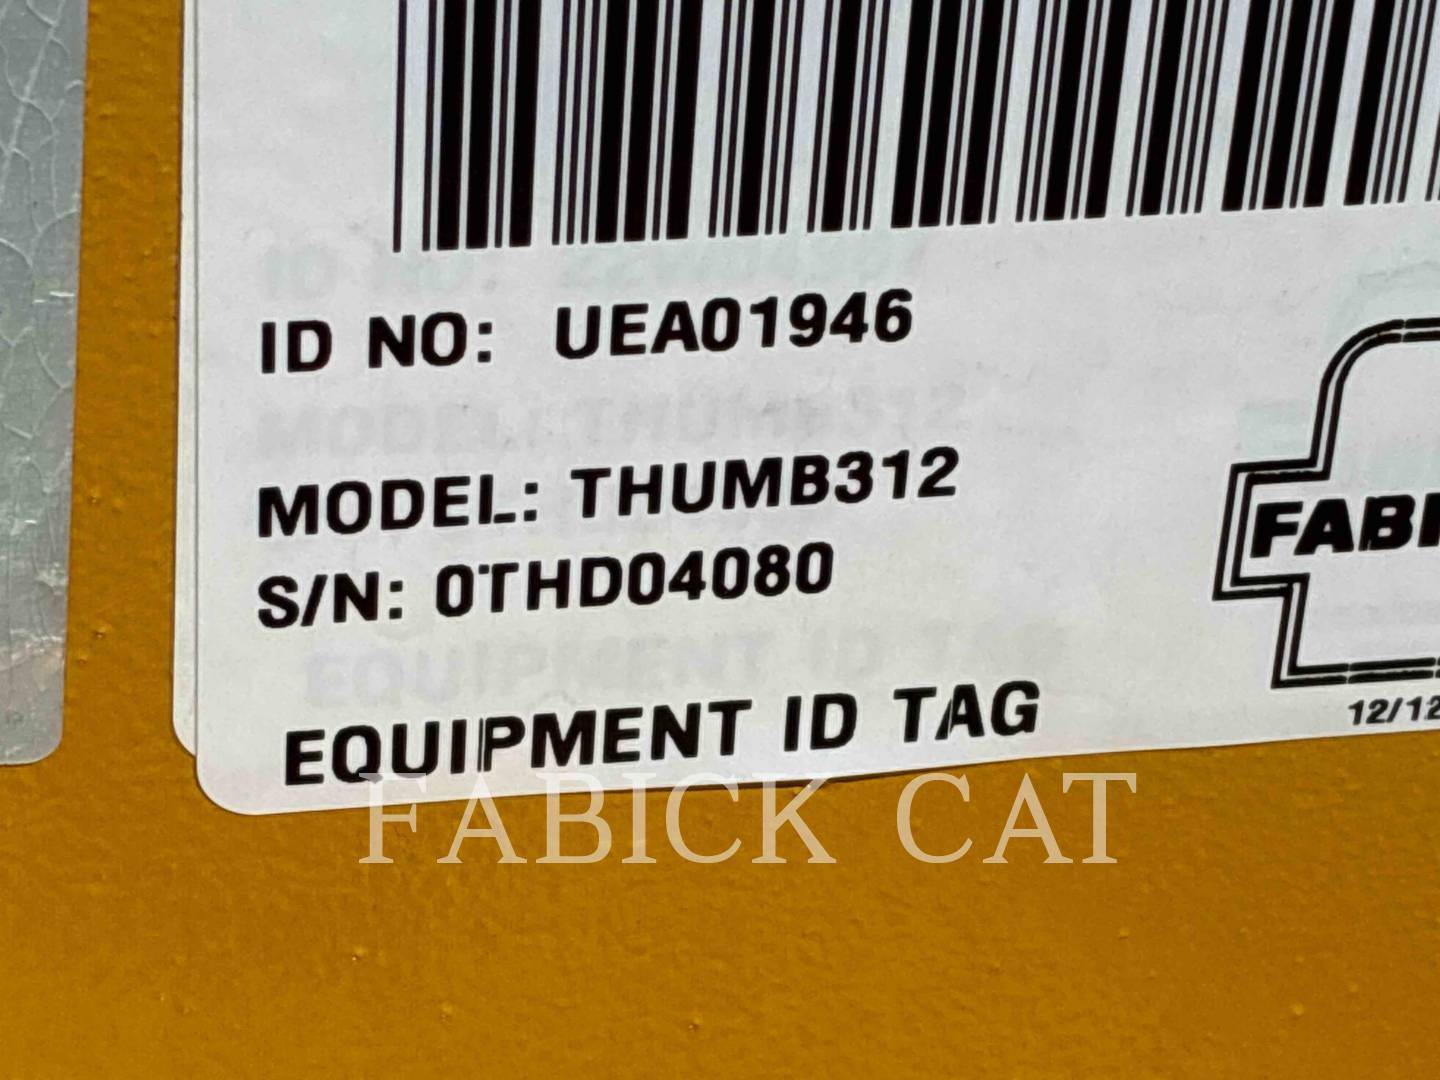 ID NO: UEA01946
MODEL: THUMB312
S/N: 0THD04080
EQUIPMENT ID TAG
FABI
12/12
FABICK CAT